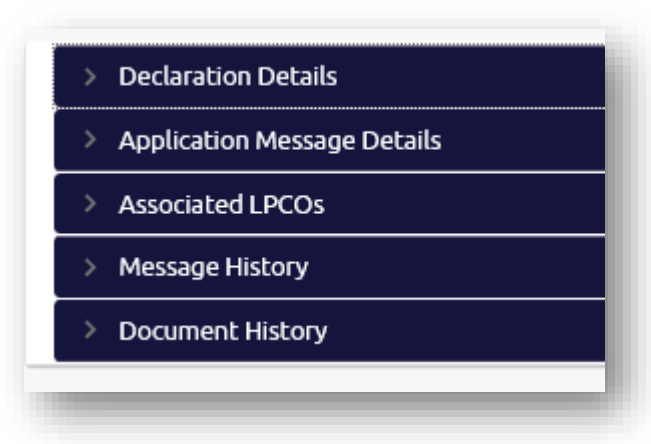 Declaration Details
Application Message Details
Associated LPCOs
Message History
Document History